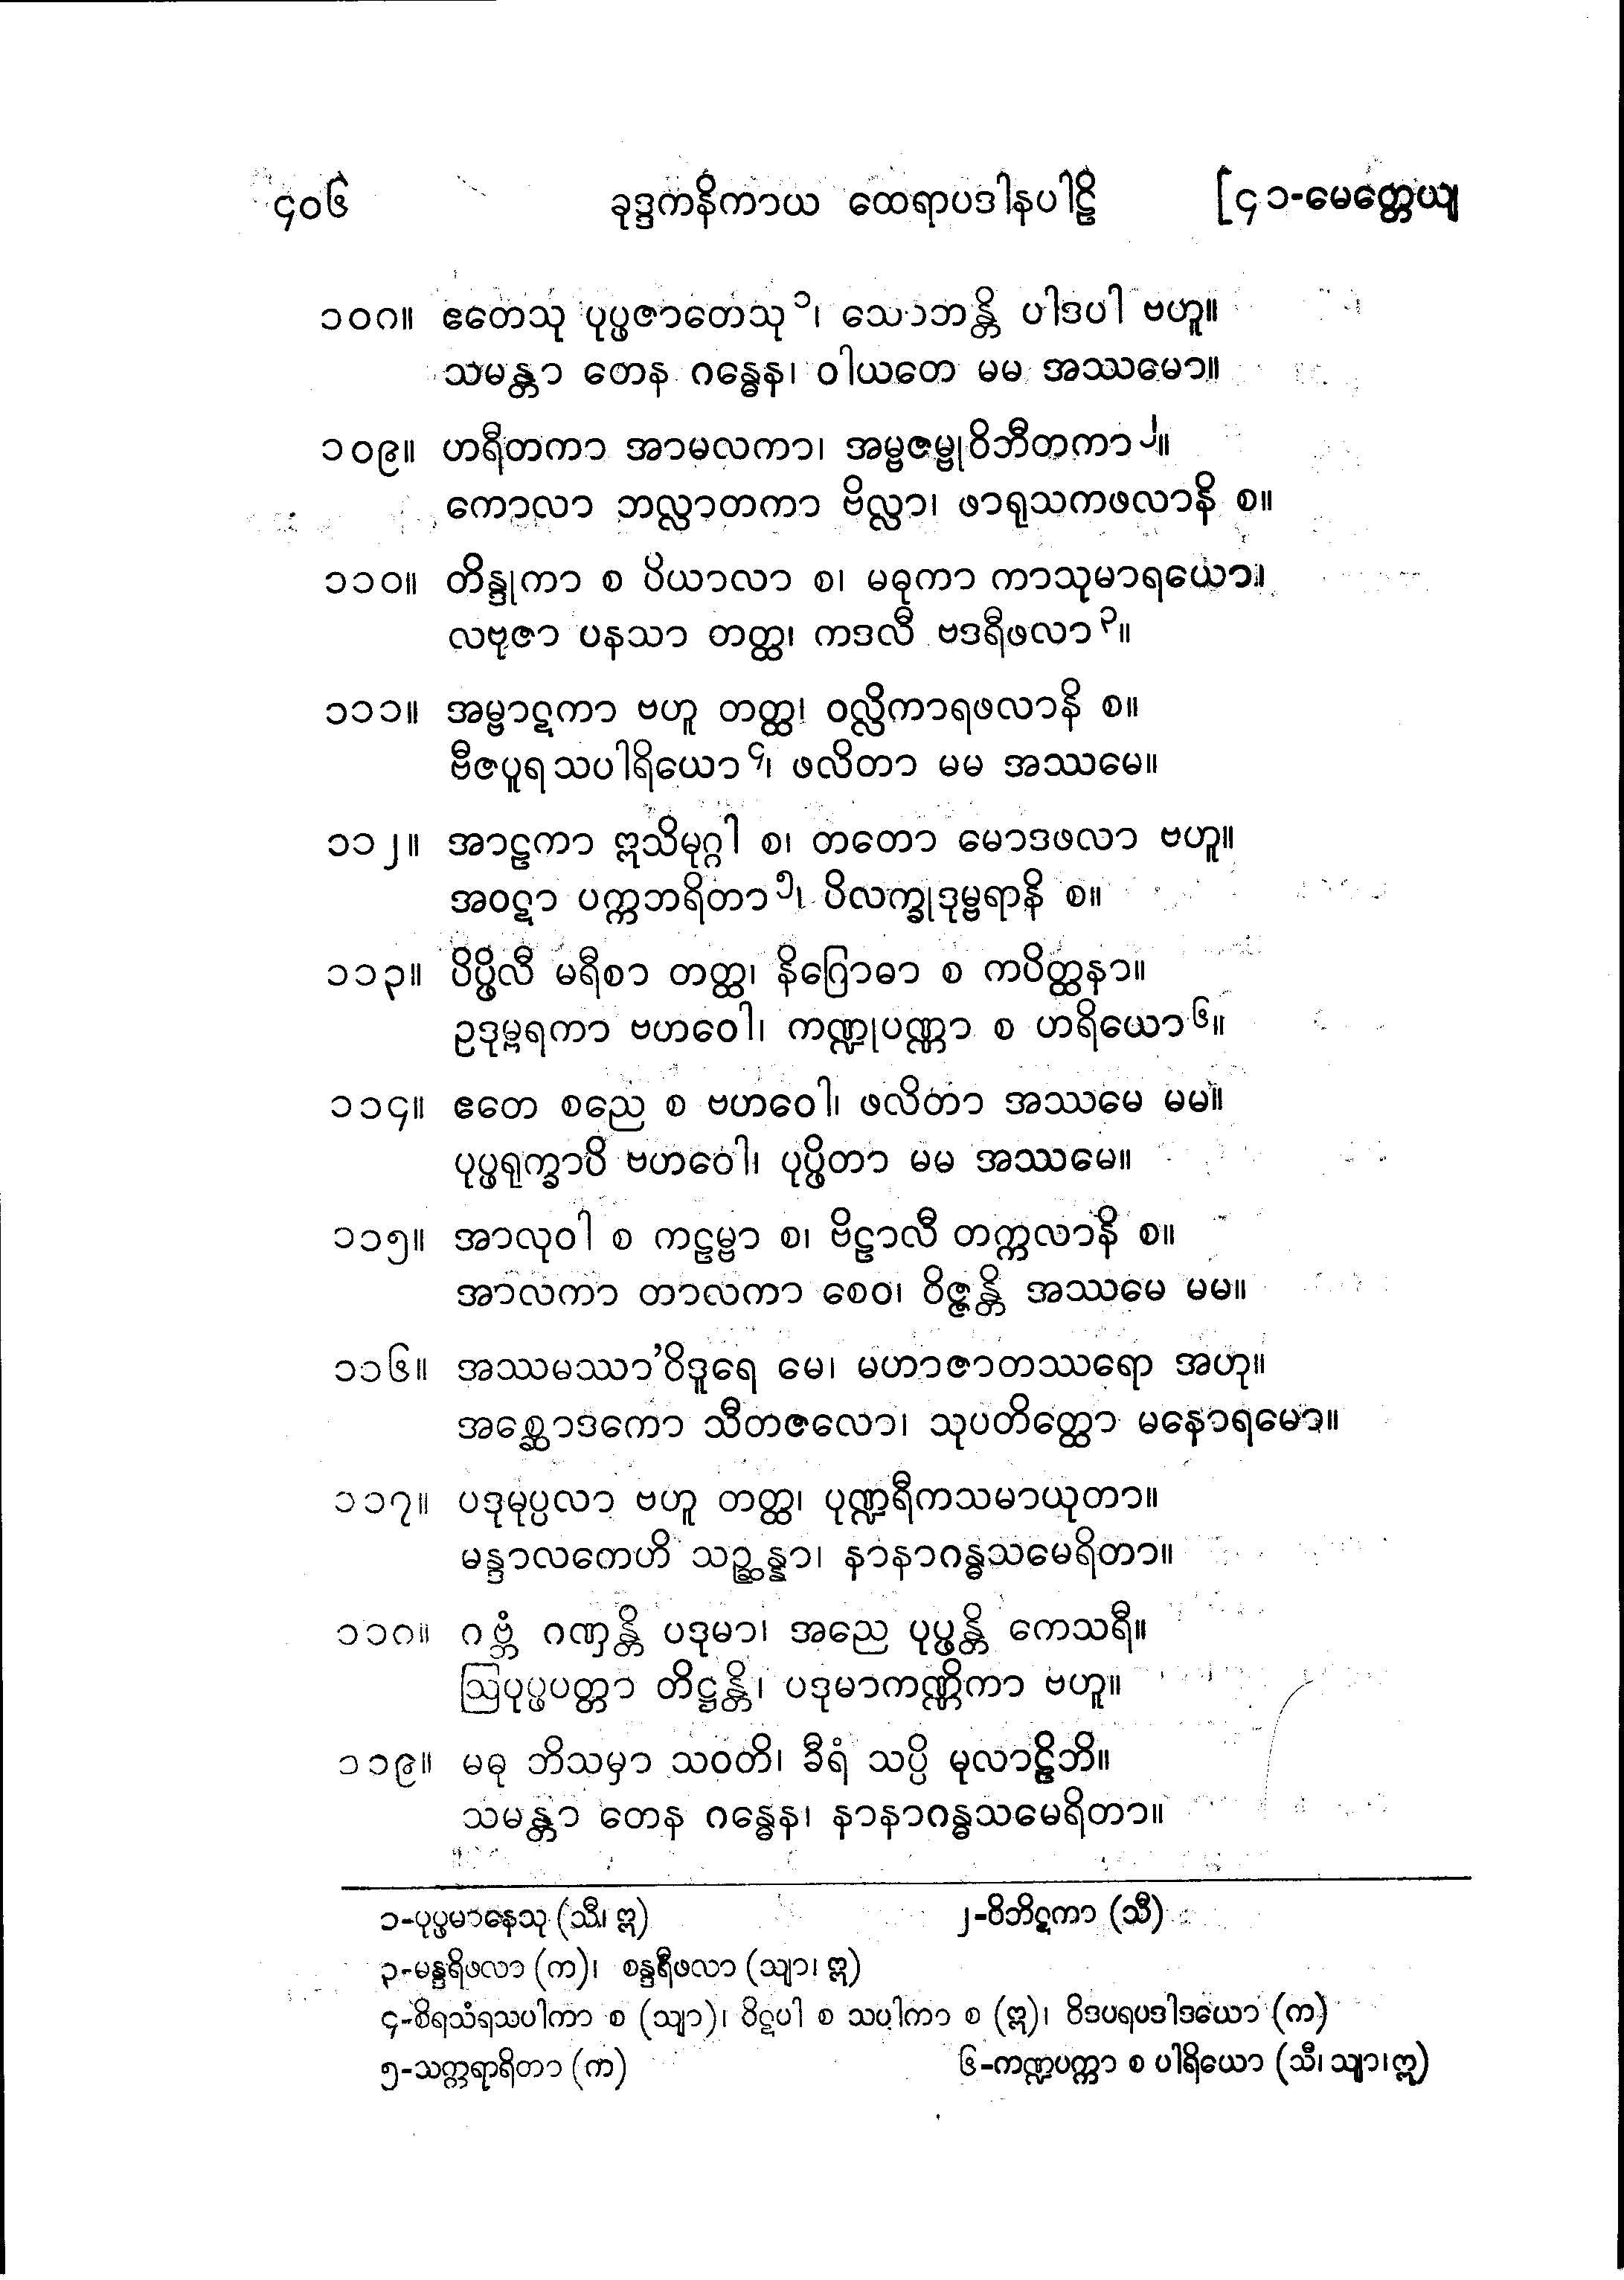 ၄၀၆ ခုဒ္ဒကနိကာယ ထေရာပဒါနပါဠိ [၄၁-မေတ္တေယျ
၁၀၈။ ဧတေသု ပုပ္ဖဇာတေသု၁၊ သောဘန္တိ ပါဒပါ ဗဟူ။
သမန္တာ တေန ဂန္ဓေန၊ ဝါယတေ မမ အဿမော။
၁၀၉။ ဟရီတကာ အာမလကာ၊ အမ္ဗဇမ္ဗုဝိဘီတကာ၂။
ကောလာ ဘလ္လာတကာ ဗိလ္လာ၊ ဖာရုသကဖလာနိ စ။
၁၁၀။ တိန္ဒုကာ စ ပိယာလာ စ၊ မဓုကာ ကာသုမာရယော။
လဗုဇာ ပနသာ တတ္ထ၊ ကဒလီ ဗဒရီဖလာ၃။
၁၁၁။ အမ္ဗာဋကာ ဗဟူ တတ္ထ၊ ဝလ္လိကာရဖလာနိ စ။
ဗီဇပူရသပါရိယော၄၊ ဖလိတာ မမ အဿမေ။
၁၁၂။ အာဠကာ ဣသိမုဂ္ဂါ စ၊ တတော မောဒဖလာ ဗဟူ။
အဝဋာ ပက္ကဘရိတာ၅၊ ပိလက္ခုဒုမ္ဗရာနိ စ။
၁၁၃။ ပိပ္ဖိလီ မရီစာ တတ္ထ၊ နိဂြောဓာ စ ကပိတ္ထနာ။
ဥဒုမ္ဗရကာ ဗဟဝေါ၊ ကဏ္ဍုပဏ္ဏာ စ ဟရိယော၆။
၁၁၄။ ဧတေ စညေ စ ဗဟဝေါ၊ ဖလိတာ အဿမေ မမ။
ပုပ္ဖရုက္ခာပိ ဗဟဝေါ၊ ပုပ္ဖိတာ မမ အဿမေ။
၁၁၅။ အာလုဝါ စ ကဠမ္ဗာ စ၊ ဗိဠာလီ တက္ကလာနိ စ။
အာလကာ တာလကာ စေဝ၊ ဝိဇ္ဇန္တိ အဿမေ မမ။
၁၁၆။ အဿမဿာ’ဝိဒူရေ မေ၊ မဟာဇာတဿရော အဟု။
အစ္ဆောဒကော သီတဇလော၊ သုပတိတ္ထော မနောရမော။
၁၁၇။ ပဒုမုပ္ပလာ ဗဟူ တတ္ထ၊ ပုဏ္ဍရီကသမာယုတာ။
မန္ဒာလကေဟိ သဉ္ဆန္နာ၊ နာနာဂန္ဓသမေရိတာ။
၁၁၈။ ဂဗ္ဘံ ဂဏှန္တိ ပဒုမာ၊ အညေ ပုပ္ဖန္တိ ကေသရီ။
ဩပုပ္ဖပတ္တာ တိဋ္ဌန္တိ၊ ပဒုမာကဏ္ဏိကာ ဗဟူ။
၁၁၉။ မဓု ဘိသမှာ သဝတိ၊ ခီရံ သပ္ပိ မုလာဠိဘိ။
သမန္တာ တေန ဂန္ဓေန၊ နာနာဂန္ဓသမေရိတာ။
၁-ပုပ္ဖမာနေသု (သီ၊ ဣ) ၂-ဝိဘိဋကာ (သီ)
၃-မန္ဒရိဖလာ (က)၊ စန္ဒရီဖလာ (သျာ၊ ဣ)
၄-စိရသံရသပါကာ စ (သျာ)၊ ဝိဋပါ စ သပါကာ စ (ဣ)၊ ဝိဒပရပဒါဒယော (က)
၅-သက္ကရာရိတာ (က) ၆-ကဏ္ဍပက္ကာ စ ပါရိယော (သီ၊ သျာ၊ဣ)